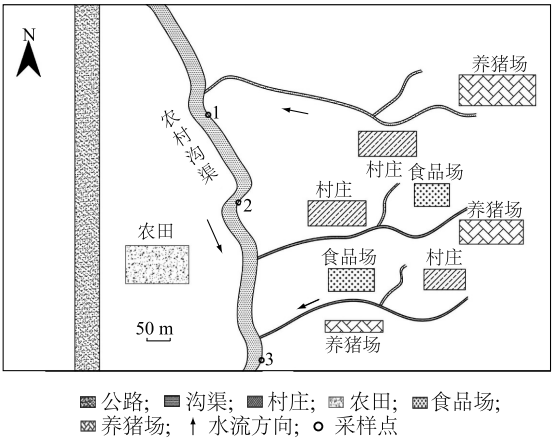 N
养猪场
1
农村沟渠
村庄
食品场
村庄
2
养猪场
农田
食品场
村庄
50 m
养猪场
3
公路; 沟渠; 村庄; 农田; 食品场;
养猪场; 水流方向; 采样点